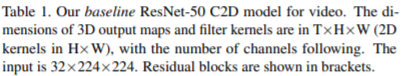 Table 1. Our baseline ResNet-50 C2D model for video. The di-
mensions of 3D output maps and filter kernels are in T×H×W (2D
kernels in H×W), with the number of channels following. The
input is 32×224×224. Residual blocks are shown in brackets.